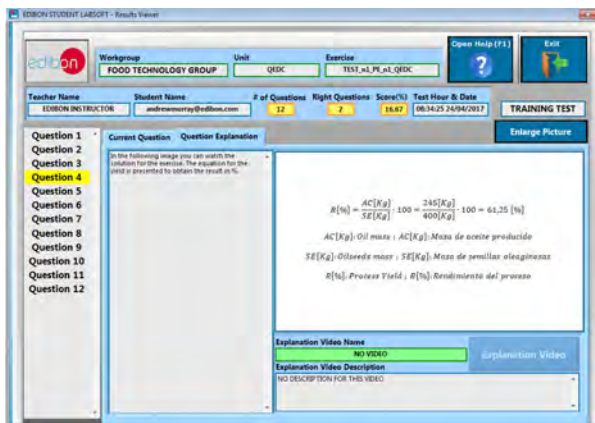 EDIBON STUDENT LABSOFT - Results Viewer
edibon
Workgroup
FOOD TECHNOLOGY GROUP
Unit
QEDC
Exercise
TEST_n1_PE_n1_QEDC
Open Help (F1)
?
Exit
Teacher Name
EDIBON INSTRUCTOR
Student Name
andrewmurray@edibon.com
# of Questions
12
Right Questions
2
Score(%)
16.67
Test Hour & Date
08:34:25 24/04/2017
TRAINING TEST
Enlarge Picture
Question 1
Question 2
Question 3
Question 4
Question 5
Question 6
Question 7
Question 8
Question 9
Question 10
Question 11
Question 12
Current Question
Question Explanation
In the following image you can watch the
solution for the exercise. The equation for the
yield is presented to obtain the result in %.
R[%] = AC[Kg] / SE[Kg] · 100 = 245[Kg] / 400[Kg] · 100 = 61,25 [%]
AC[Kg]: Oil mass ; AC[Kg]: Masa de aceite producido
SE[Kg]: Oilseeds mass ; SE[Kg]: Masa de semillas oleaginosas
R[%]: Process Yield ; R[%]: Rendimiento del proceso
Explanation Video Name
NO VIDEO
Explanation Video
Explanation Video Description
NO DESCRIPTION FOR THIS VIDEO